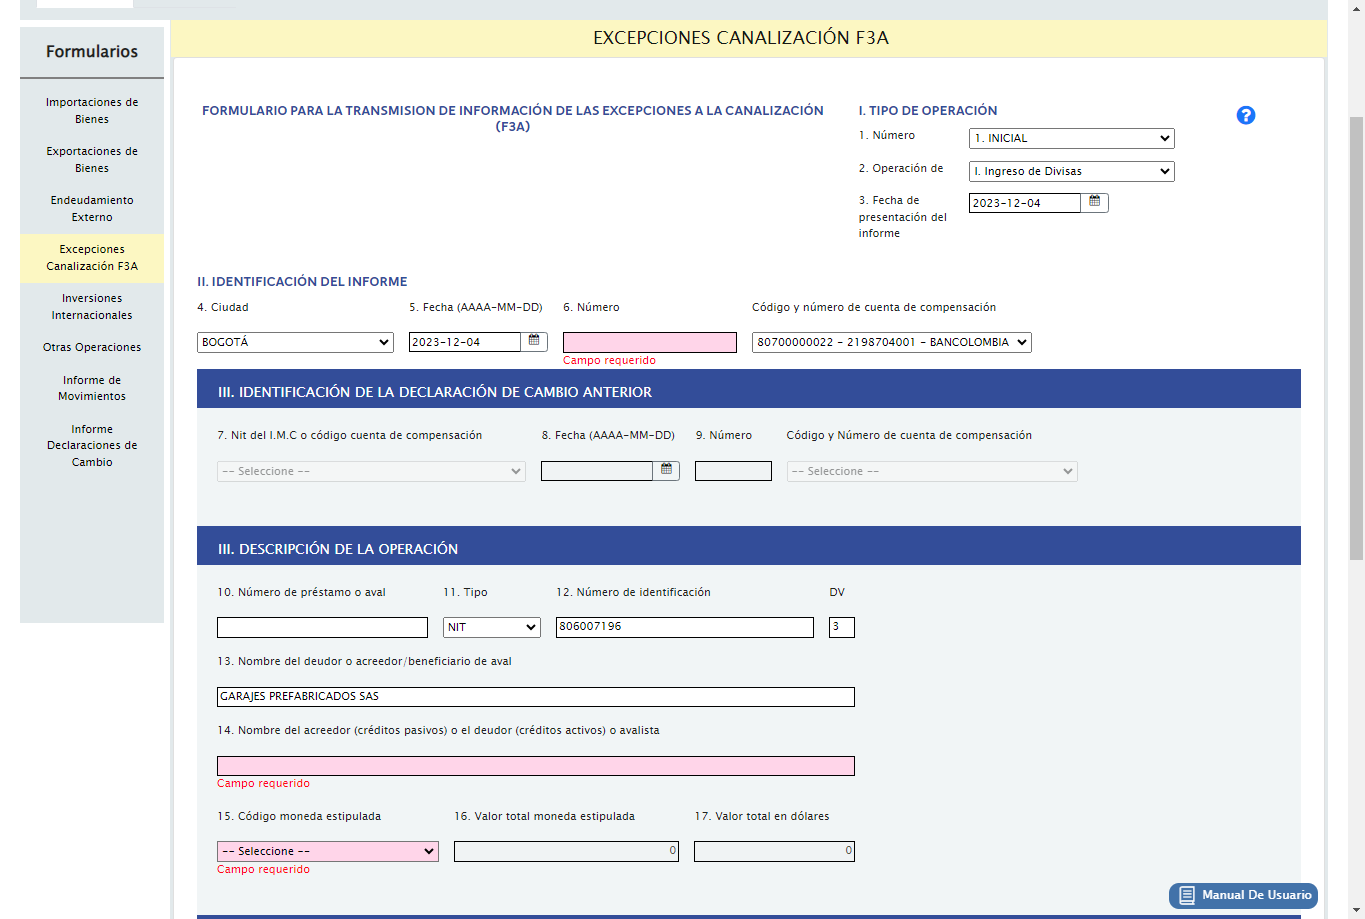 EXCEPCIONES CANALIZACIÓN F3A
Formularios
Importaciones de
Bienes
Exportaciones de
Bienes
Endeudamiento
Externo
Excepciones
Canalización F3A
Inversiones
Internacionales
Otras Operaciones
Informe de
Movimientos
Informe
Declaraciones de
Cambio
FORMULARIO PARA LA TRANSMISION DE INFORMACIÓN DE LAS EXCEPCIONES A LA CANALIZACIÓN
(F3A)
I. TIPO DE OPERACIÓN
?
1. Número
1. INICIAL
2. Operación de
I. Ingreso de Divisas
3. Fecha de
presentación del
informe
2023-12-04
II. IDENTIFICACIÓN DEL INFORME
4. Ciudad
5. Fecha (AAAA-MM-DD)
6. Número
Código y número de cuenta de compensación
BOGOTÁ
2023-12-04
80700000022 - 2198704001 - BANCOLOMBIA
Campo requerido
III. IDENTIFICACIÓN DE LA DECLARACIÓN DE CAMBIO ANTERIOR
7. Nit del I.M.C o código cuenta de compensación
8. Fecha (AAAA-MM-DD)
9. Número
Código y Número de cuenta de compensación
-- Seleccione --
-- Seleccione --
III. DESCRIPCIÓN DE LA OPERACIÓN
10. Número de préstamo o aval
11. Tipo
12. Número de identificación
DV
NIT
806007196
3
13. Nombre del deudor o acreedor/beneficiario de aval
GARAJES PREFABRICADOS SAS
14. Nombre del acreedor (créditos pasivos) o el deudor (créditos activos) o avalista
Campo requerido
15. Código moneda estipulada
16. Valor total moneda estipulada
17. Valor total en dólares
-- Seleccione --
0
0
Campo requerido
Manual De Usuario